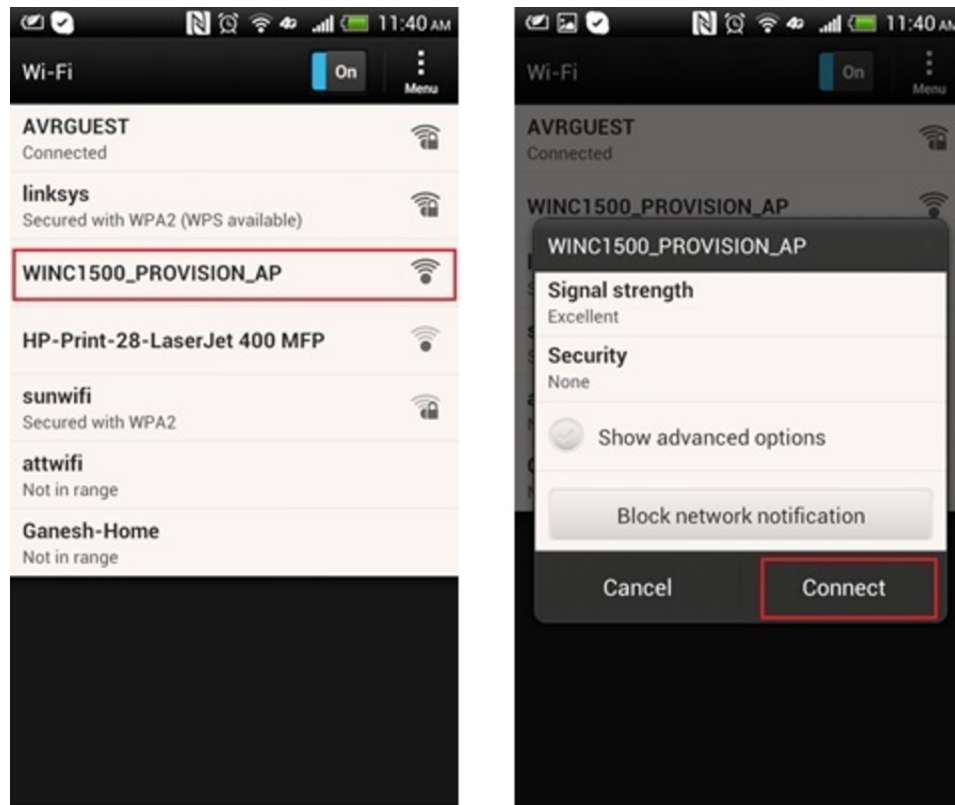 11:40 AM
Wi-Fi
On
Menu
AVRGUEST
Connected
linksys
Secured with WPA2 (WPS available)
WINC1500_PROVISION_AP
HP-Print-28-LaserJet 400 MFP
sunwifi
Secured with WPA2
attwifi
Not in range
Ganesh-Home
Not in range
11:40 AM
Wi-Fi
On
Menu
AVRGUEST
Connected
WINC1500_PROVISION_AP
WINC1500_PROVISION_AP
Signal strength
Excellent
Security
None
Show advanced options
Block network notification
Cancel
Connect